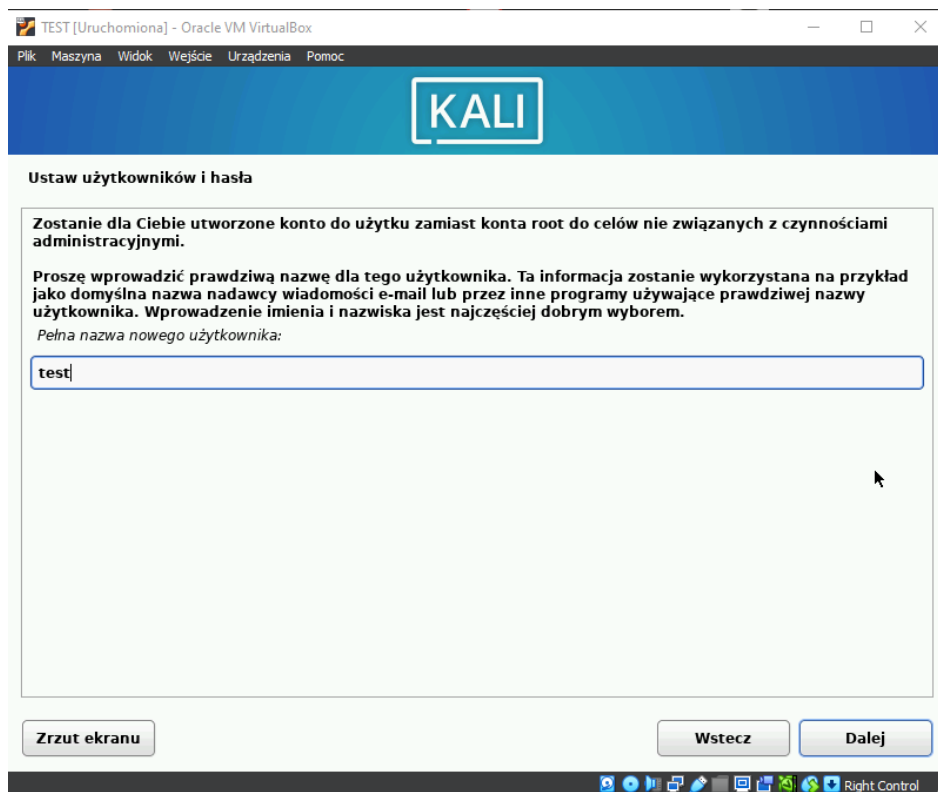 TEST [Uruchomiona] - Oracle VM VirtualBox
Plik Maszyna Widok Wejście Urządzenia Pomoc
KALI
Ustaw użytkowników i hasła
Zostanie dla Ciebie utworzone konto do użytku zamiast konta root do celów nie związanych z czynnościami
administracyjnymi.
Proszę wprowadzić prawdziwą nazwę dla tego użytkownika. Ta informacja zostanie wykorzystana na przykład
jako domyślna nazwa nadawcy wiadomości e-mail lub przez inne programy używające prawdziwej nazwy
użytkownika. Wprowadzenie imienia i nazwiska jest najczęściej dobrym wyborem.
Pełna nazwa nowego użytkownika:
test
Zrzut ekranu
Wstecz
Dalej
Right Control